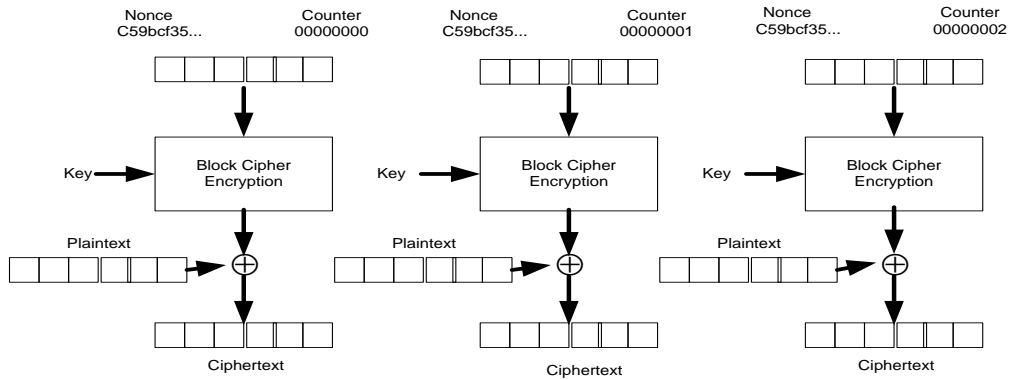 Nonce
C59bcf35...
Counter
00000000
Nonce
C59bcf35...
Counter
00000001
Nonce
C59bcf35...
Counter
00000002
Key
Block Cipher
Encryption
Key
Block Cipher
Encryption
Key
Block Cipher
Encryption
Plaintext
Plaintext
Plaintext
Ciphertext
Ciphertext
Ciphertext